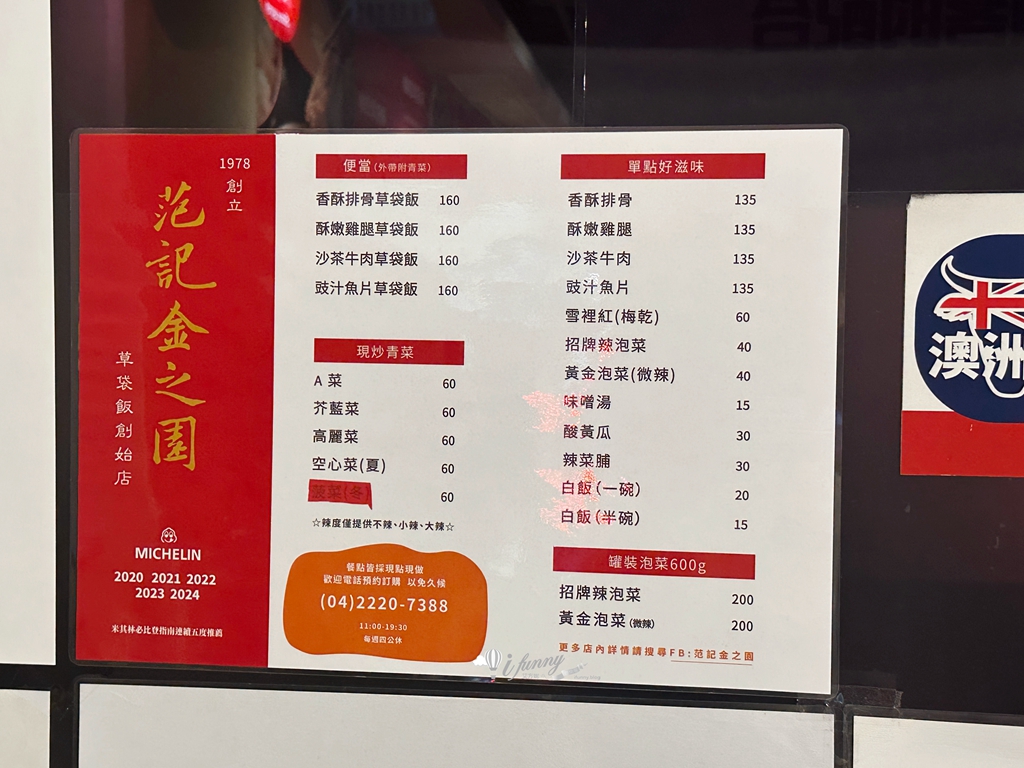 1978
創立
范記金之園
草袋飯創始店
MICHELIN
2020 2021 2022
2023 2024
米其林必比登指南連續五度推薦
便當(外帶附青菜)
香酥排骨草袋飯 160
酥嫩雞腿草袋飯 160
沙茶牛肉草袋飯 160
豉汁魚片草袋飯 160
現炒青菜
A菜 60
芥藍菜 60
高麗菜 60
空心菜(夏) 60
菠菜(冬) 60
☆辣度僅提供不辣、小辣、大辣☆
餐點皆採現點現做
歡迎電話預約訂購 以免久候
(04)2220-7388
11:00-19:30
每週四公休
單點好滋味
香酥排骨 135
酥嫩雞腿 135
沙茶牛肉 135
豉汁魚片 135
雪裡紅(梅乾) 60
招牌辣泡菜 40
黃金泡菜(微辣) 40
味噌湯 15
酸黃瓜 30
辣菜脯 30
白飯(一碗) 20
白飯(半碗) 15
罐裝泡菜600g
招牌辣泡菜 200
黃金泡菜(微辣) 200
更多店內詳情請搜尋FB:范記金之園
i funny
澳洲